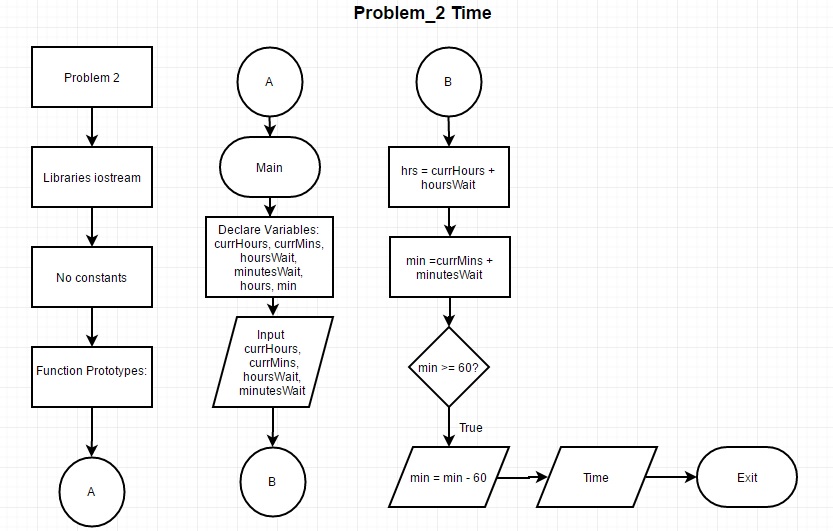 Problem_2 Time
Problem 2
Libraries iostream
No constants
Function Prototypes:
A
A
Main
Declare Variables:
currHours, currMins,
hoursWait,
minutesWait,
hours, min
Input
currHours,
currMins,
hoursWait,
minutesWait
B
B
hrs = currHours +
hoursWait
min =currMins +
minutesWait
min >= 60?
True
min = min - 60
Time
Exit